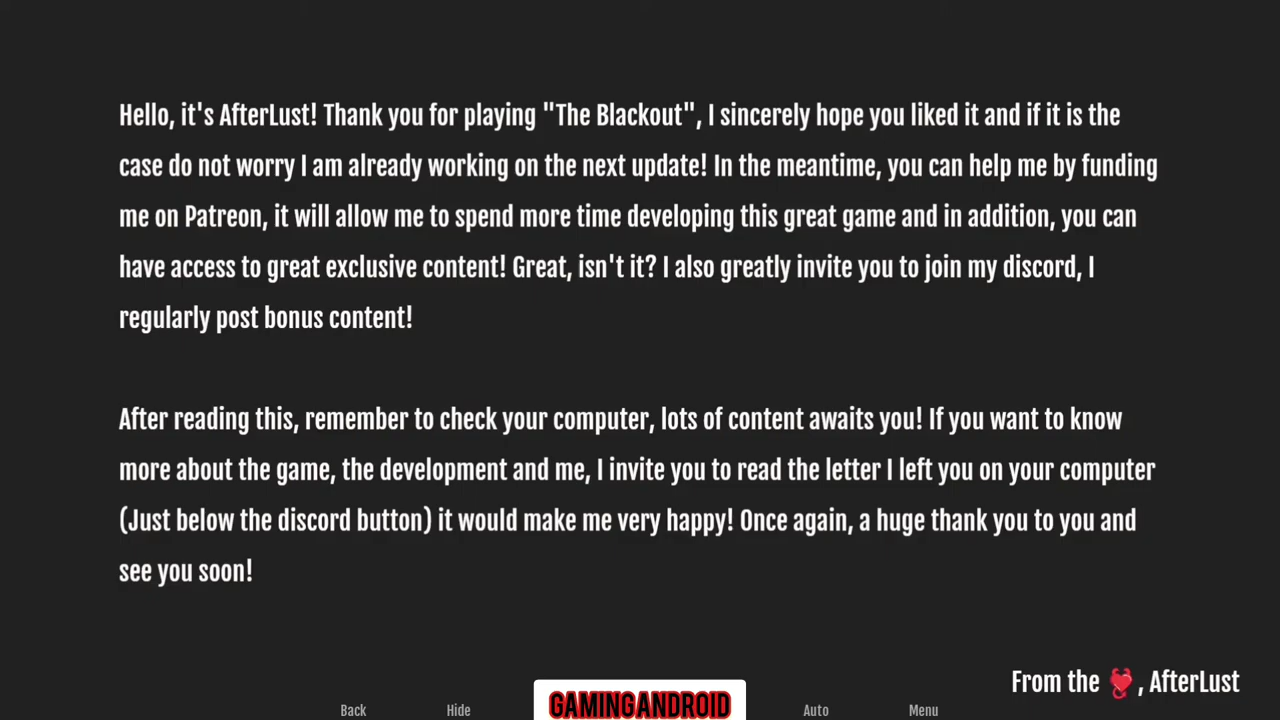 Hello, it's AfterLust! Thank you for playing "The Blackout", I sincerely hope you liked it and if it is the
case do not worry I am already working on the next update! In the meantime, you can help me by funding
me on Patreon, it will allow me to spend more time developing this great game and in addition, you can
have access to great exclusive content! Great, isn't it? I also greatly invite you to join my discord, I
regularly post bonus content!
After reading this, remember to check your computer, lots of content awaits you! If you want to know
more about the game, the development and me, I invite you to read the letter I left you on your computer
(Just below the discord button) it would make me very happy! Once again, a huge thank you to you and
see you soon!
From the , AfterLust
Back Hide GAMINGANDROID Auto Menu